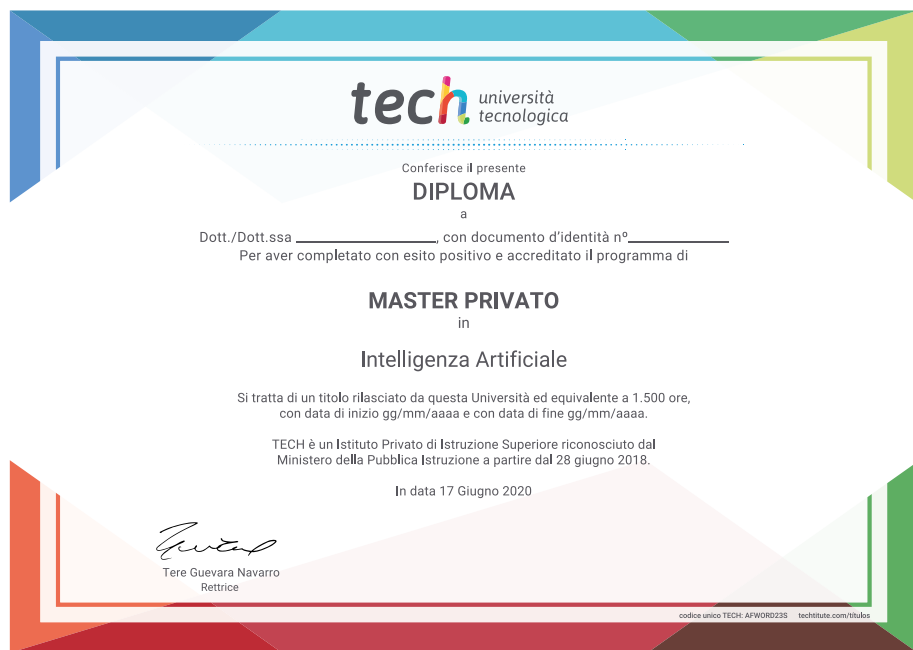 tech università
tecnologica
Conferisce il presente
DIPLOMA
a
Dott./Dott.ssa ________________, con documento d'identità nº____________
Per aver completato con esito positivo e accreditato il programma di
MASTER PRIVATO
in
Intelligenza Artificiale
Si tratta di un titolo rilasciato da questa Università ed equivalente a 1.500 ore,
con data di inizio gg/mm/aaaa e con data di fine gg/mm/aaaa.
TECH è un Istituto Privato di Istruzione Superiore riconosciuto dal
Ministero della Pubblica Istruzione a partire dal 28 giugno 2018.
In data 17 Giugno 2020
Tere Guevara Navarro
Rettrice
codice unico TECH: AFWORD23S techtitute.com/titulos